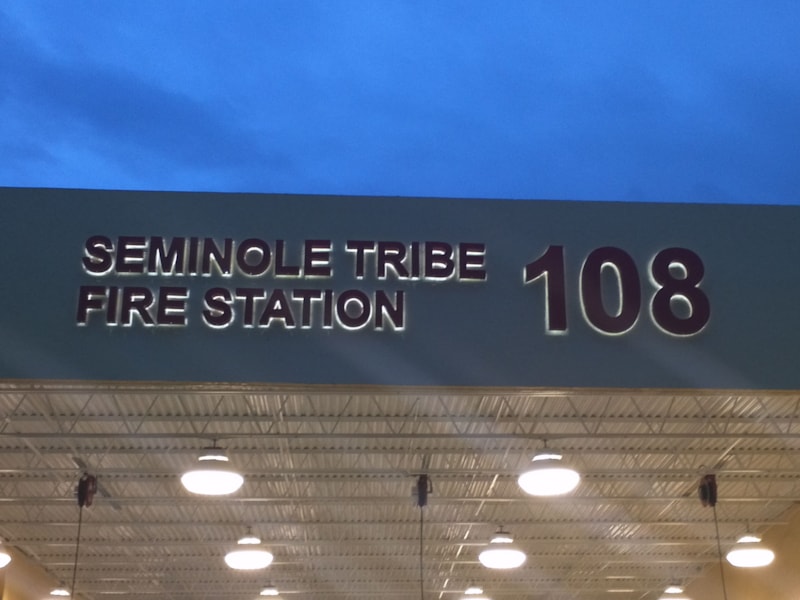 SEMINOLE TRIBE
FIRE STATION
108